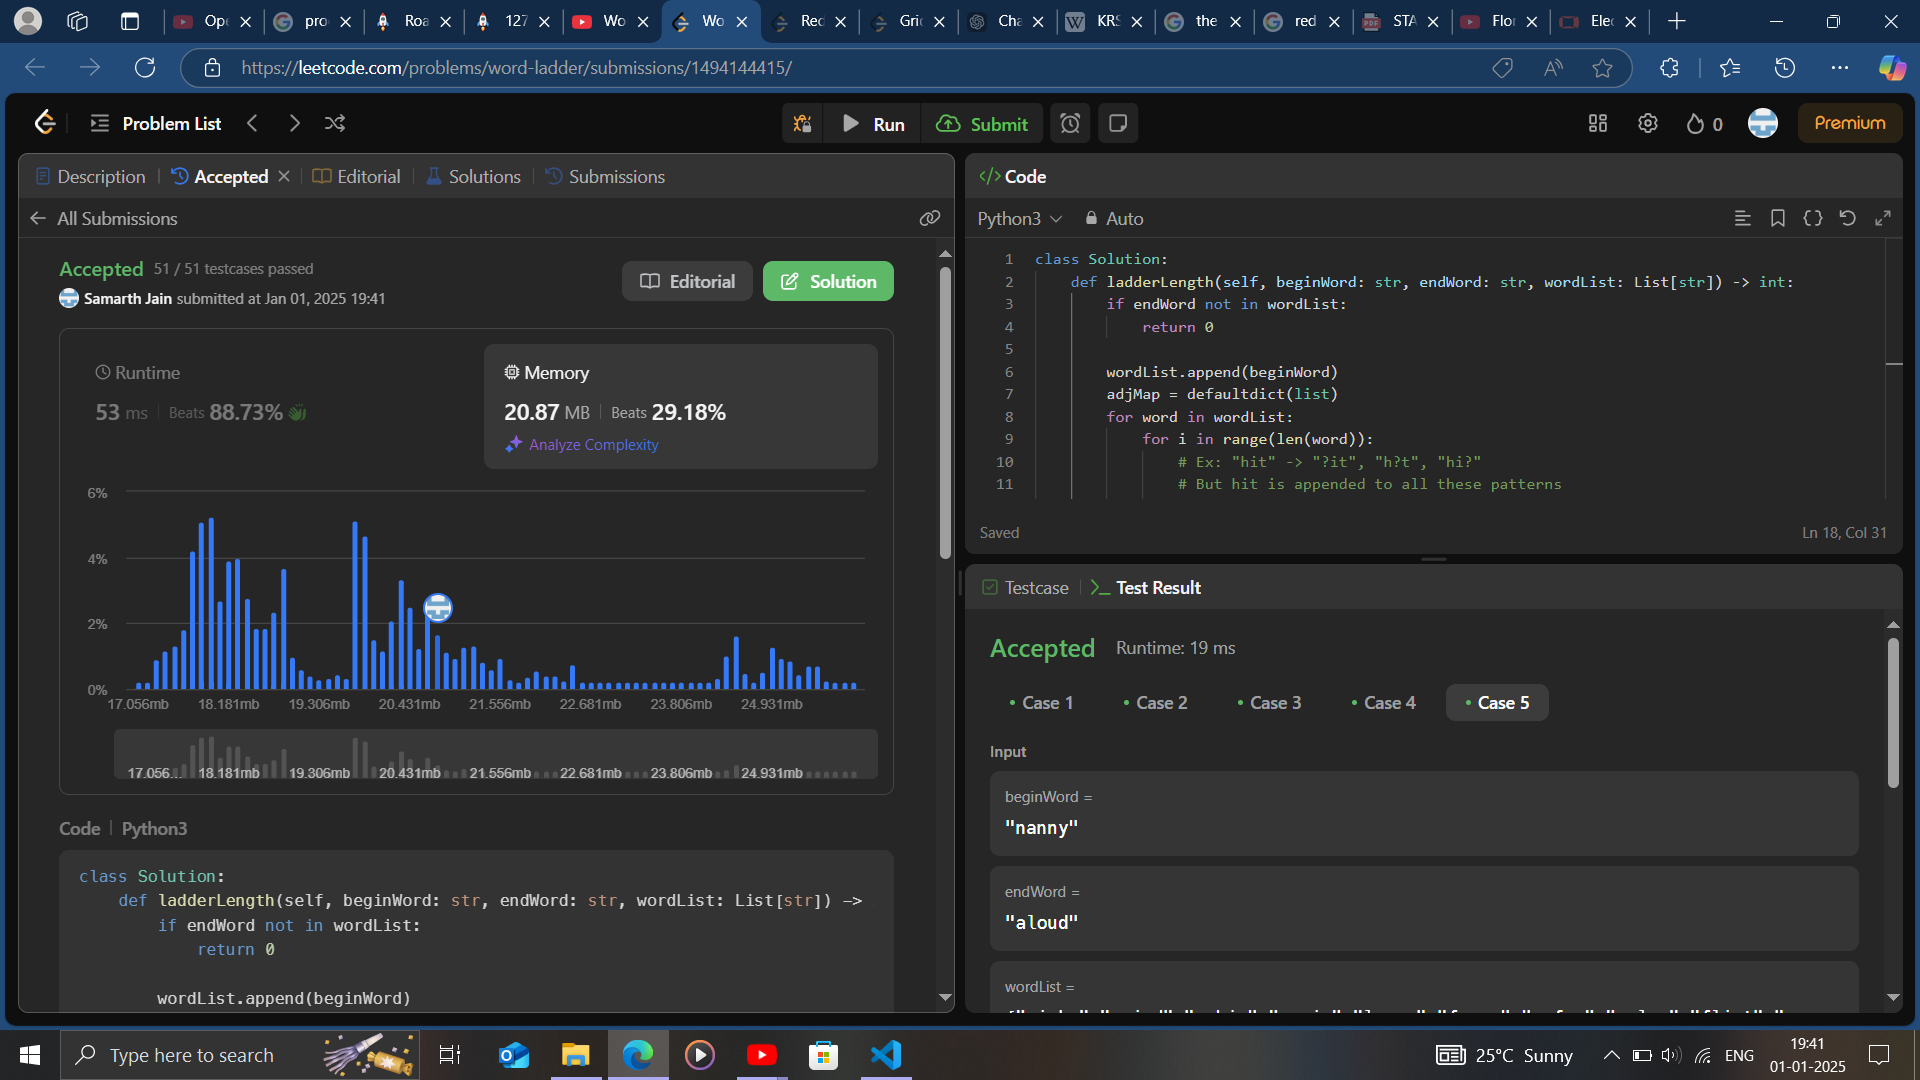 Ope
pro
Roa
127
Wo
Wo
Rec
Gric
Cha
KRS
the
red
STA
Flor
Elec
https://leetcode.com/problems/word-ladder/submissions/1494144415/
Problem List
Run
Submit
0
Premium
Description
Accepted
Editorial
Solutions
Submissions
All Submissions
Accepted 51 / 51 testcases passed
Samarth Jain submitted at Jan 01, 2025 19:41
Editorial
Solution
Runtime
53 ms | Beats 88.73%
Memory
20.87 MB | Beats 29.18%
Analyze Complexity
6%
4%
2%
0%
17.056mb 18.181mb 19.306mb 20.431mb 21.556mb 22.681mb 23.806mb 24.931mb
17.056... 18.181mb 19.306mb 20.431mb 21.556mb 22.681mb 23.806mb 24.931mb
Code | Python3
class Solution:
def ladderLength(self, beginWord: str, endWord: str, wordList: List[str]) ->
if endWord not in wordList:
return 0
wordList.append(beginWord)
</> Code
Python3
Auto
1 class Solution:
2 def ladderLength(self, beginWord: str, endWord: str, wordList: List[str]) -> int:
3 if endWord not in wordList:
4 return 0
5
6 wordList.append(beginWord)
7 adjMap = defaultdict(list)
8 for word in wordList:
9 for i in range(len(word)):
10 # Ex: "hit" -> "?it", "h?t", "hi?"
11 # But hit is appended to all these patterns
Saved
Ln 18, Col 31
Testcase
Test Result
Accepted Runtime: 19 ms
Case 1
Case 2
Case 3
Case 4
Case 5
Input
beginWord =
"nanny"
endWord =
"aloud"
wordList =
Type here to search
25°C Sunny
ENG
19:41
01-01-2025